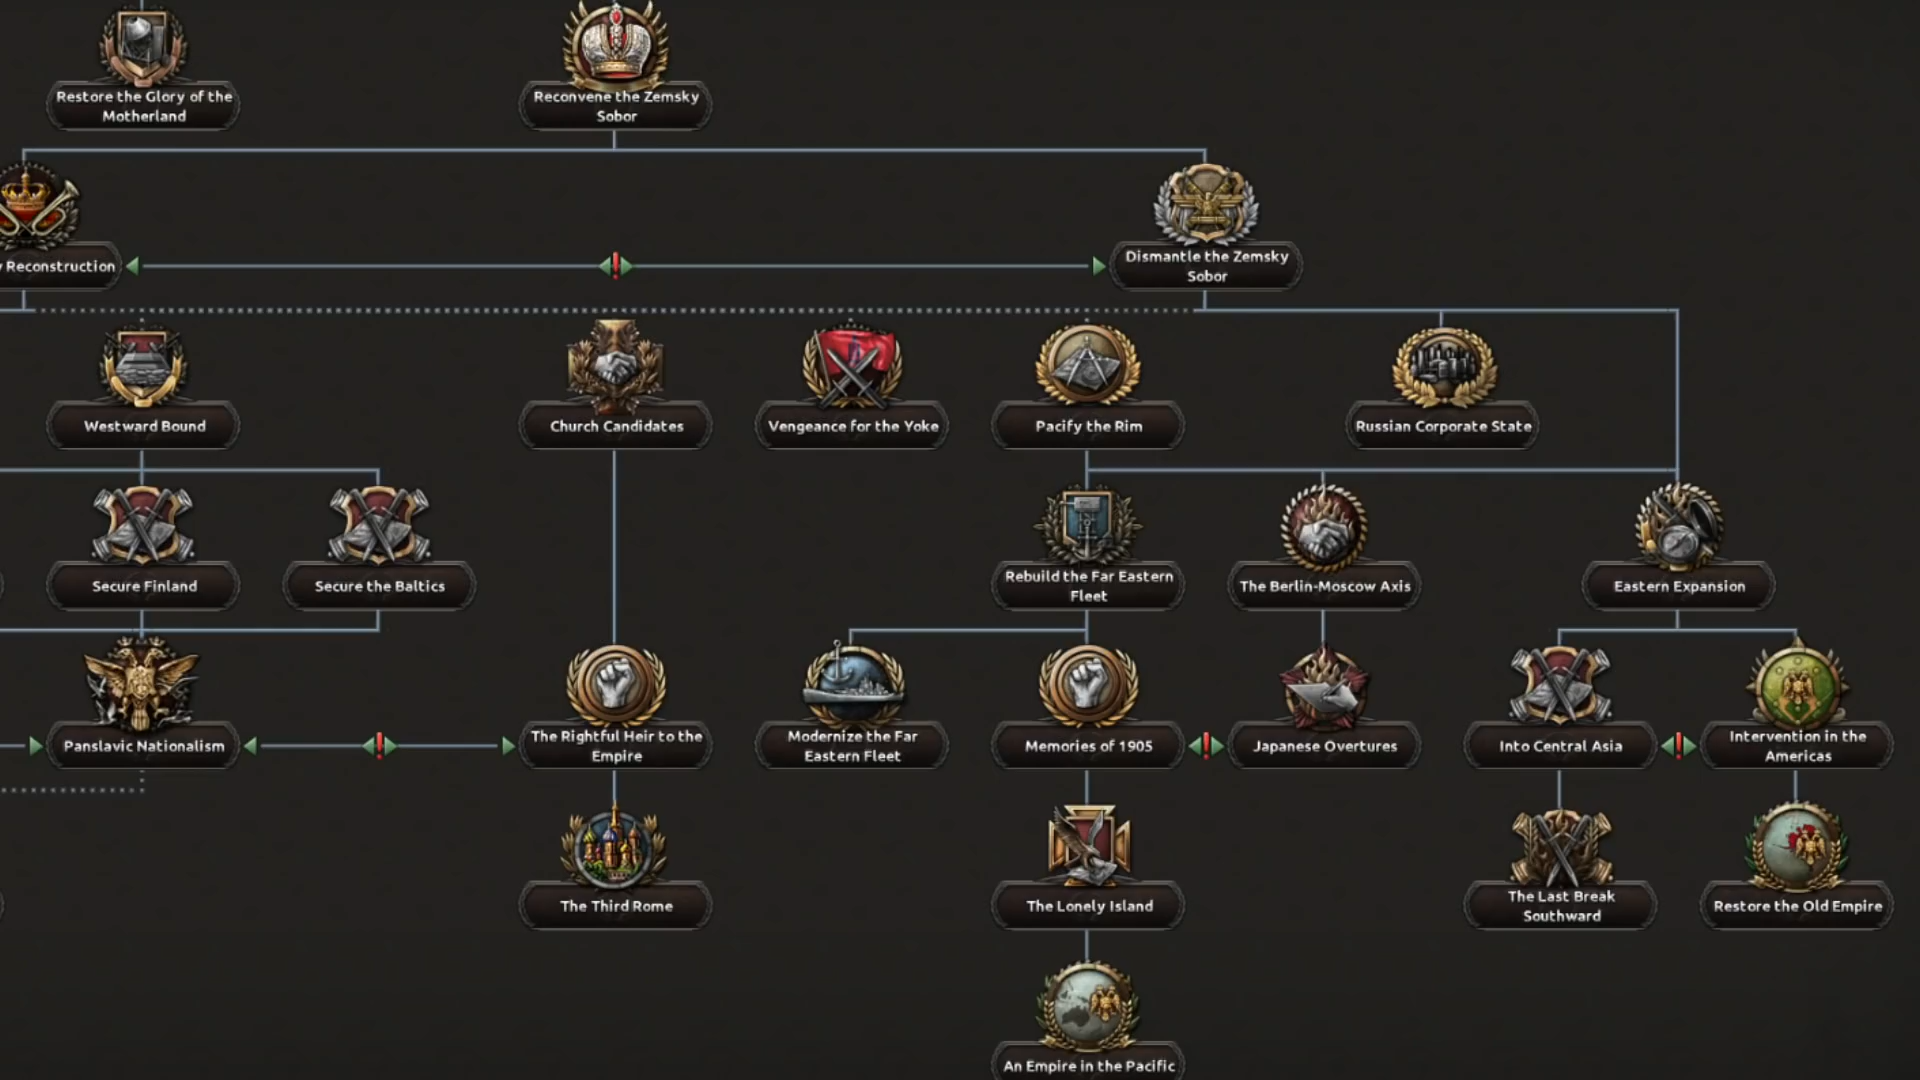 Restore the Glory of the
Motherland
Reconvene the Zemsky
Sobor
Reconstruction
Dismantle the Zemsky
Sobor
Westward Bound
Church Candidates
Vengeance for the Yoke
Pacify the Rim
Russian Corporate State
Secure Finland
Secure the Baltics
Rebuild the Far Eastern
Fleet
The Berlin-Moscow Axis
Eastern Expansion
Panslavic Nationalism
The Rightful Heir to the
Empire
Modernize the Far
Eastern Fleet
Memories of 1905
Japanese Overtures
Into Central Asia
Intervention in the
Americas
The Third Rome
The Lonely Island
The Last Break
Southward
Restore the Old Empire
An Empire in the Pacific